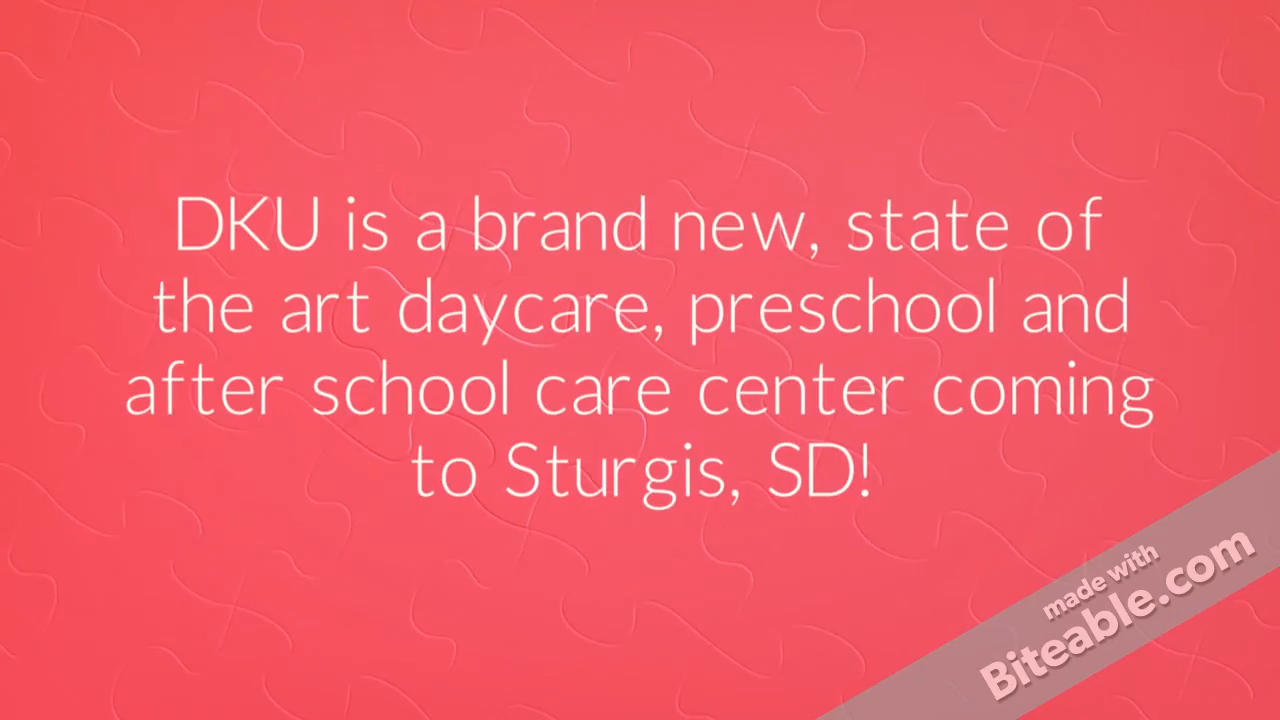 DKU is a brand new, state of
the art daycare, preschool and
after school care center coming
to Sturgis, SD!
made with
Biteable.com